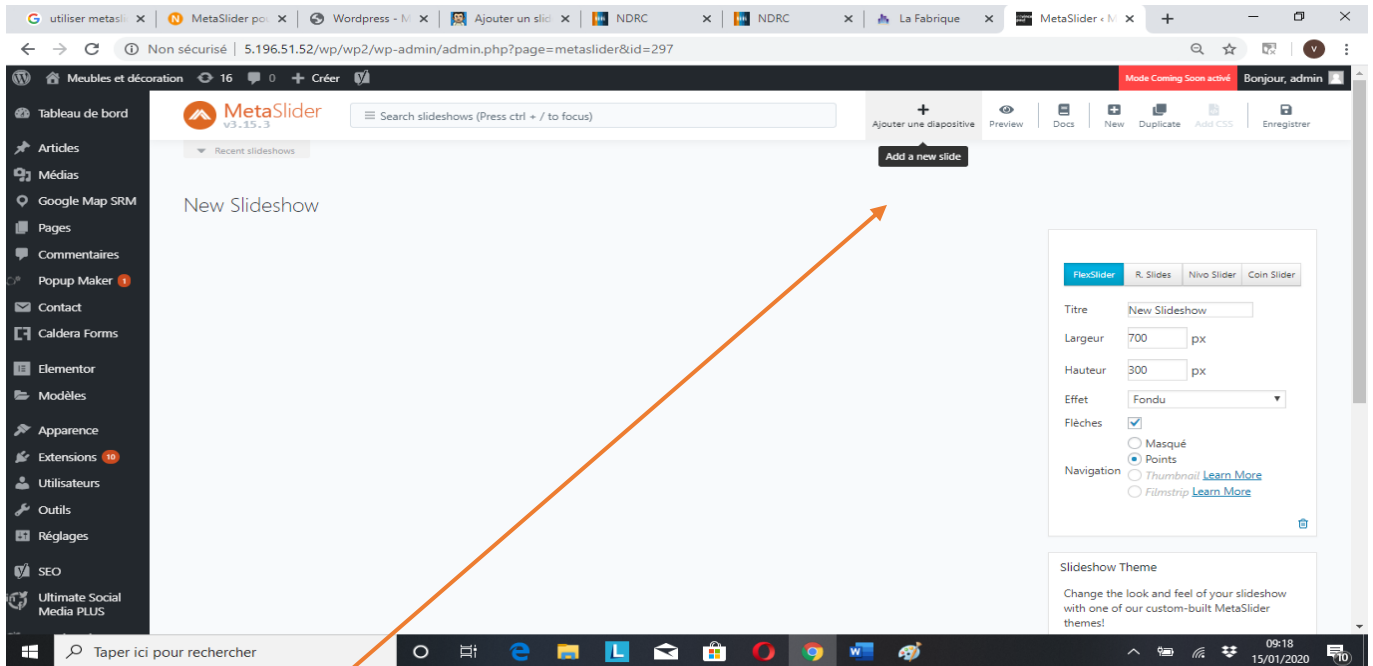 utiliser metasli
MetaSlider po
Wordpress - M
Ajouter un slid
NDRC
NDRC
La Fabrique
MetaSlider ‹ M
Non sécurisé | 5.196.51.52/wp/wp2/wp-admin/admin.php?page=metaslider&id=297
V
Meubles et décoration 16 0 + Créer
Mode Coming Soon activé
Bonjour, admin
Tableau de bord
Articles
Médias
Google Map SRM
Pages
Commentaires
Popup Maker 1
Contact
Caldera Forms
Elementor
Modèles
Apparence
Extensions 10
Utilisateurs
Outils
Réglages
SEO
Ultimate Social
Media PLUS
MetaSlider
v3.15.3
Search slideshows (Press ctrl + / to focus)
Ajouter une diapositive
Preview
Docs
New
Duplicate
Add CSS
Enregistrer
Add a new slide
Recent slideshows
New Slideshow
FlexSlider
R. Slides
Nivo Slider
Coin Slider
Titre New Slideshow
Largeur 700 px
Hauteur 300 px
Effet Fondu
Flèches
Navigation
Masqué
Points
Thumbnail Learn More
Filmstrip Learn More
Slideshow Theme
Change the look and feel of your slideshow
with one of our custom-built MetaSlider
themes!
Taper ici pour rechercher
L
09:18
15/01/2020
10